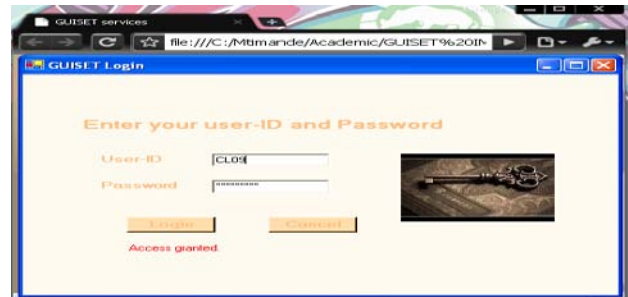 GUISET services
file:///C:/Mtimande/Academic/GUISET%20IN
GUISET Login
Enter your user-ID and Password
User-ID CL09
Password *********
Login Cancel
Access granted.